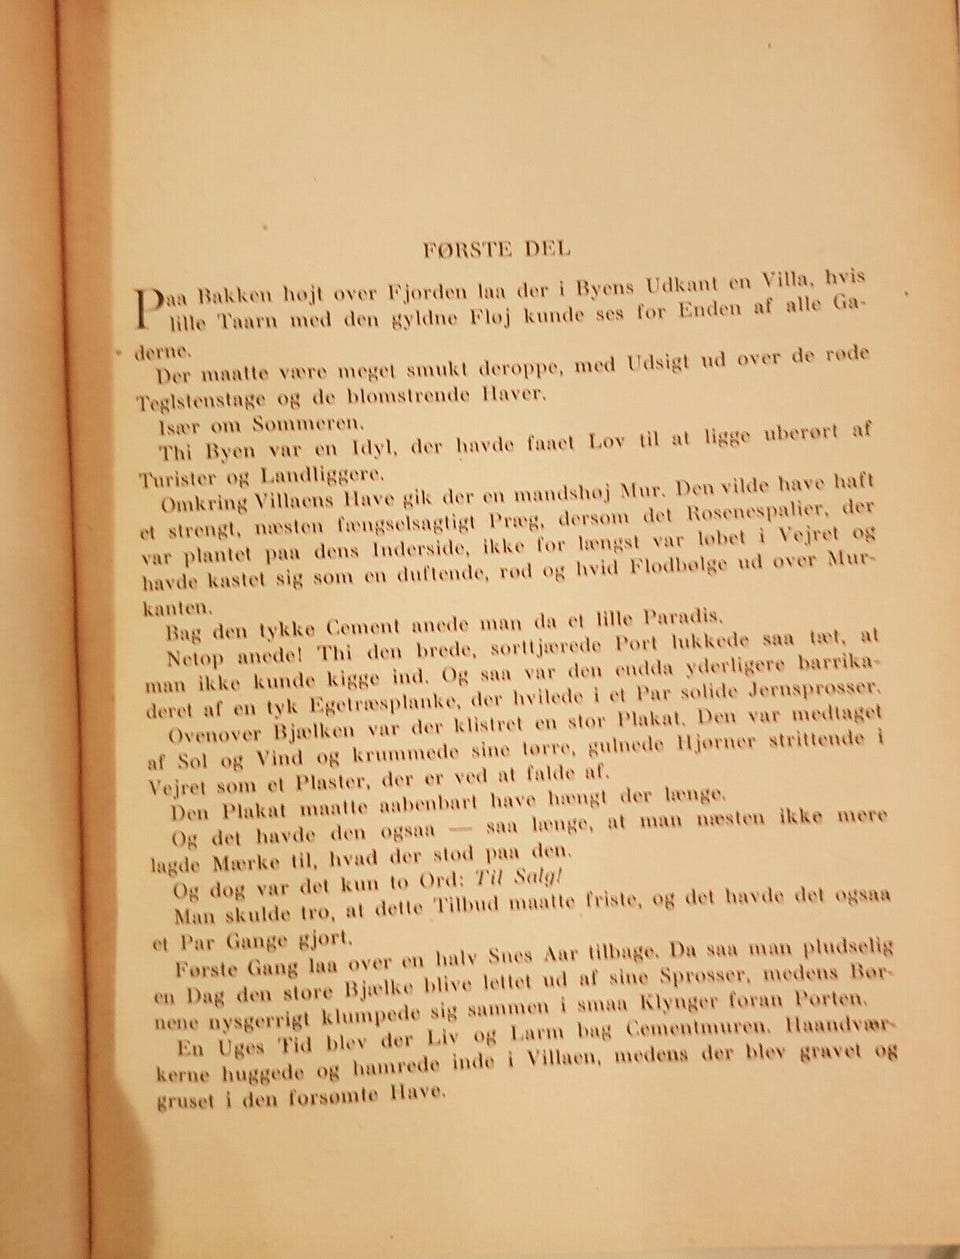 FØRSTE DEL
Paa Bakken højt over Fjorden laa der i Byens Udkant en Villa, hvis
lille Taarn med den gyldne Fløj kunde ses for Enden af alle Ga-
derne.
Der maatte være meget smukt deroppe, med Udsigt ud over de røde
Teglstenstage og de blomstrende Haver.
Især om Sommeren.
Thi Byen var en Idyl, der havde faaet Lov til at ligge uberørt af
Turister og Landliggere.
Omkring Villaens Have gik der en mandshøj Mur. Den vilde have haft
et strengt, næsten fængselsagtigt Præg, dersom det Rosenespalier, der
var plantet paa dens Inderside, ikke for længst var løbet i Vejret og
havde kastet sig som en duftende, rød og hvid Flodbølge ud over Mur-
kanten.
Bag den tykke Cement anede man da et lille Paradis.
Netop anede! Thi den brede, sorttjærede Port lukkede saa tæt, at
man ikke kunde kigge ind. Og saa var den endda yderligere barrika-
deret af en tyk Egetræsplanke, der hvilede i et Par solide Jernsprosser.
Ovenover Bjælken var der klistret en stor Plakat. Den var medtaget
af Sol og Vind og krummede sine tørre, gulnede Hjørner strittende i
Vejret som et Plaster, der er ved at falde af.
Den Plakat maatte aabenbart have hængt der længe.
Og det havde den ogsaa — saa længe, at man næsten ikke mere
lagde Mærke til, hvad der stod paa den.
Og dog var det kun to Ord: Til Salg!
Man skulde tro, at dette Tilbud maatte friste, og det havde det ogsaa
et Par Gange gjort.
Første Gang laa over en halv Snes Aar tilbage. Da saa man pludselig
en Dag den store Bjælke blive lettet ud af sine Sprosser, medens Bør-
nene nysgerrigt klumpede sig sammen i smaa Klynger foran Porten.
En Uges Tid blev der Liv og Larm bag Cementmuren. Haandvær-
kerne huggede og hamrede inde i Villaen, medens der blev gravet og
gruset i den forsømte Have.